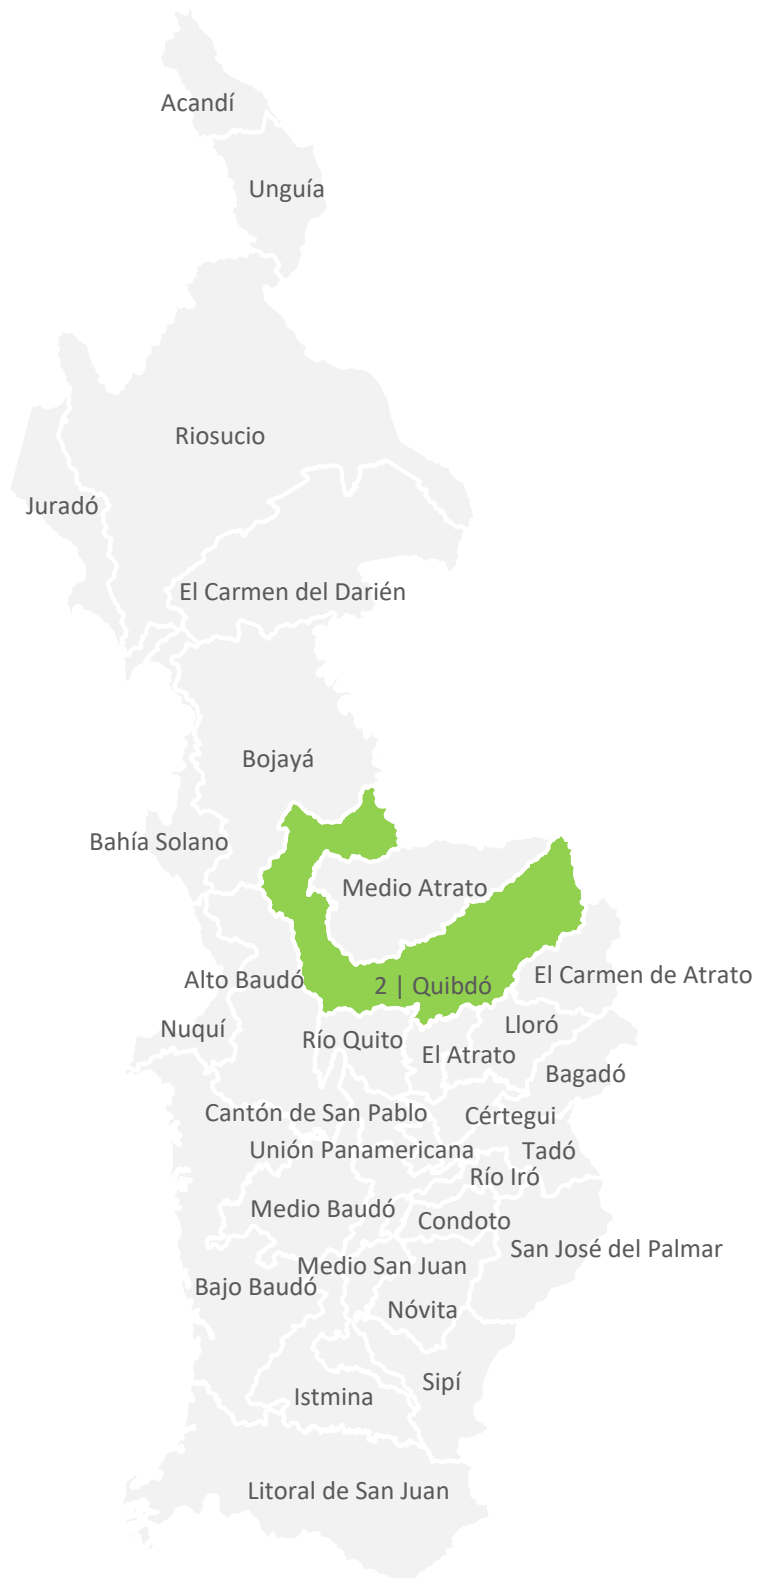 Acandí
Unguía
Riosucio
Juradó
El Carmen del Darién
Bojayá
Bahía Solano
Medio Atrato
El Carmen de Atrato
Alto Baudó
2 | Quibdó
Lloró
Nuquí
Río Quito
El Atrato
Bagadó
Cantón de San Pablo
Cértegui
Unión Panamericana
Tadó
Río Iró
Medio Baudó
Condoto
San José del Palmar
Medio San Juan
Bajo Baudó
Nóvita
Sipí
Istmina
Litoral de San Juan